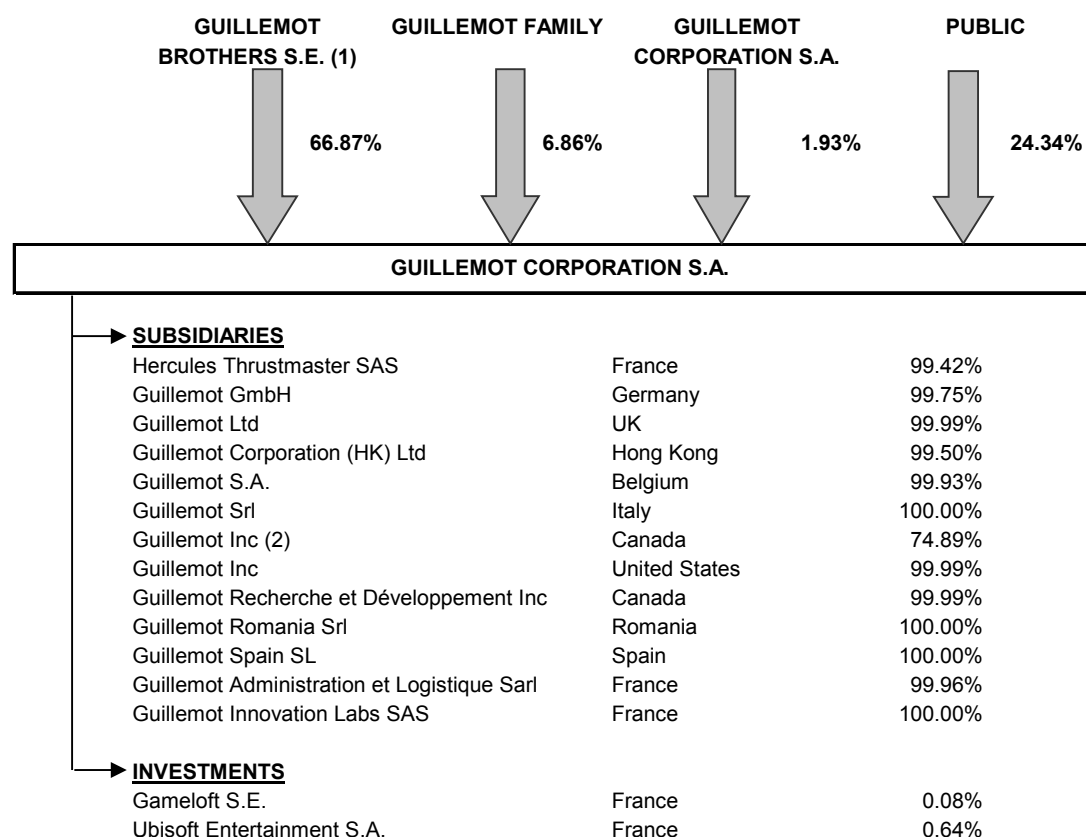 GUILLEMOT BROTHERS S.E. (1)
GUILLEMOT FAMILY
GUILLEMOT CORPORATION S.A.
PUBLIC
66.87% 6.86% 1.93% 24.34%
GUILLEMOT CORPORATION S.A.
SUBSIDIARIES
Hercules Thrustmaster SAS France 99.42%
Guillemot GmbH Germany 99.75%
Guillemot Ltd UK 99.99%
Guillemot Corporation (HK) Ltd Hong Kong 99.50%
Guillemot S.A. Belgium 99.93%
Guillemot Srl Italy 100.00%
Guillemot Inc (2) Canada 74.89%
Guillemot Inc United States 99.99%
Guillemot Recherche et Développement Inc Canada 99.99%
Guillemot Romania Srl Romania 100.00%
Guillemot Spain SL Spain 100.00%
Guillemot Administration et Logistique Sarl France 99.96%
Guillemot Innovation Labs SAS France 100.00%
INVESTMENTS
Gameloft S.E. France 0.08%
Ubisoft Entertainment S.A. France 0.64%